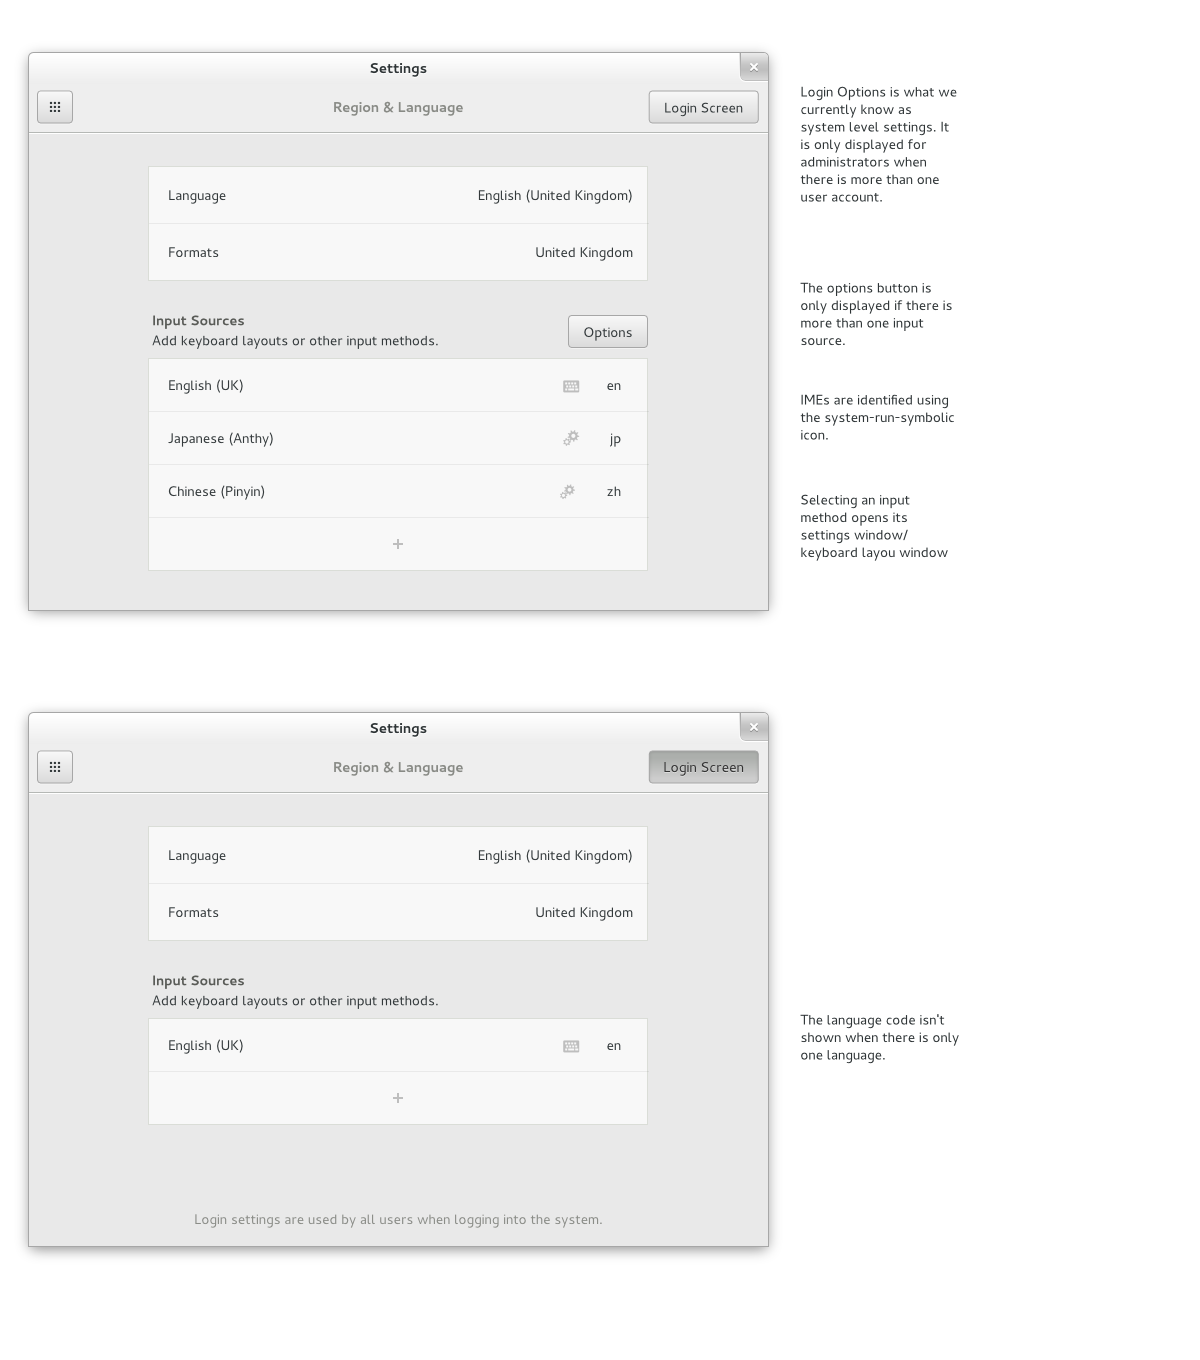 Settings
Region & Language
Login Screen
Language
English (United Kingdom)
Formats
United Kingdom
Input Sources
Add keyboard layouts or other input methods.
Options
English (UK)
en
Japanese (Anthy)
jp
Chinese (Pinyin)
zh
+
Login Options is what we
currently know as
system level settings. It
is only displayed for
administrators when
there is more than one
user account.
The options button is
only displayed if there is
more than one input
source.
IMEs are identified using
the system-run-symbolic
icon.
Selecting an input
method opens its
settings window/
keyboard layou window
Settings
Region & Language
Login Screen
Language
English (United Kingdom)
Formats
United Kingdom
Input Sources
Add keyboard layouts or other input methods.
English (UK)
en
+
Login settings are used by all users when logging into the system.
The language code isn't
shown when there is only
one language.